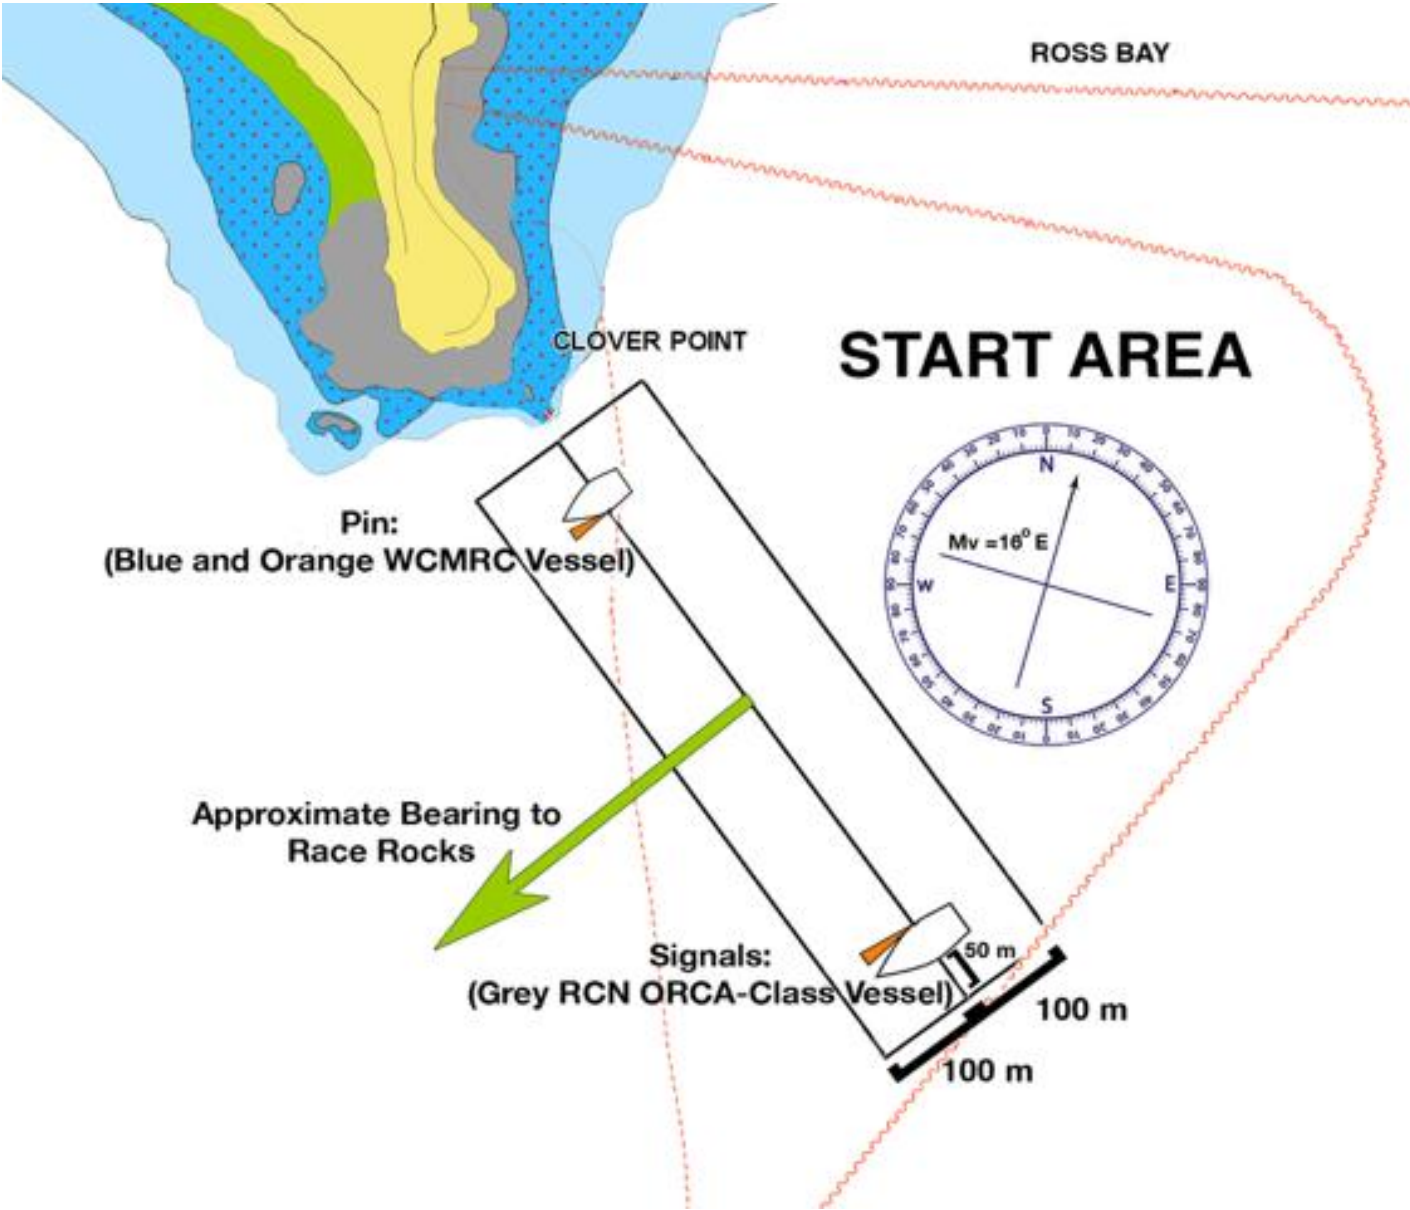 ROSS BAY
CLOVER POINT
START AREA
N
Mv =16° E
W
E
S
Pin:
(Blue and Orange WCMRC Vessel)
Approximate Bearing to
Race Rocks
Signals:
(Grey RCN ORCA-Class Vessel)
50 m
100 m
100 m